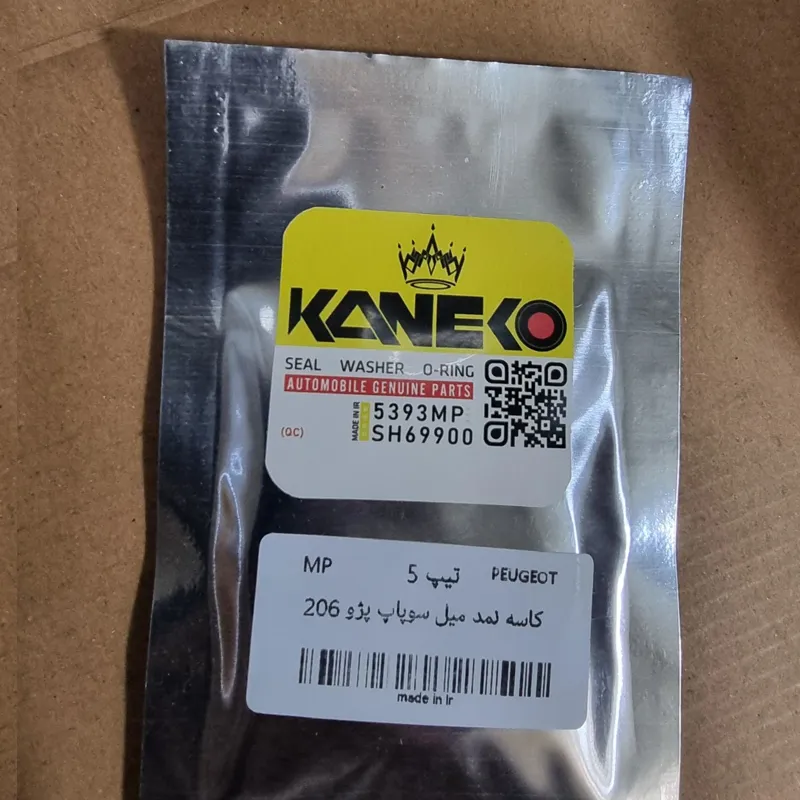 KANEKO
SEAL WASHER O-RING
AUTOMOBILE GENUINE PARTS
MADE IN IR
5393MP
SH69900
(QC)
MP تیپ 5 PEUGEOT
کاسه نمد میل سوپاپ پژو 206
made in Ir